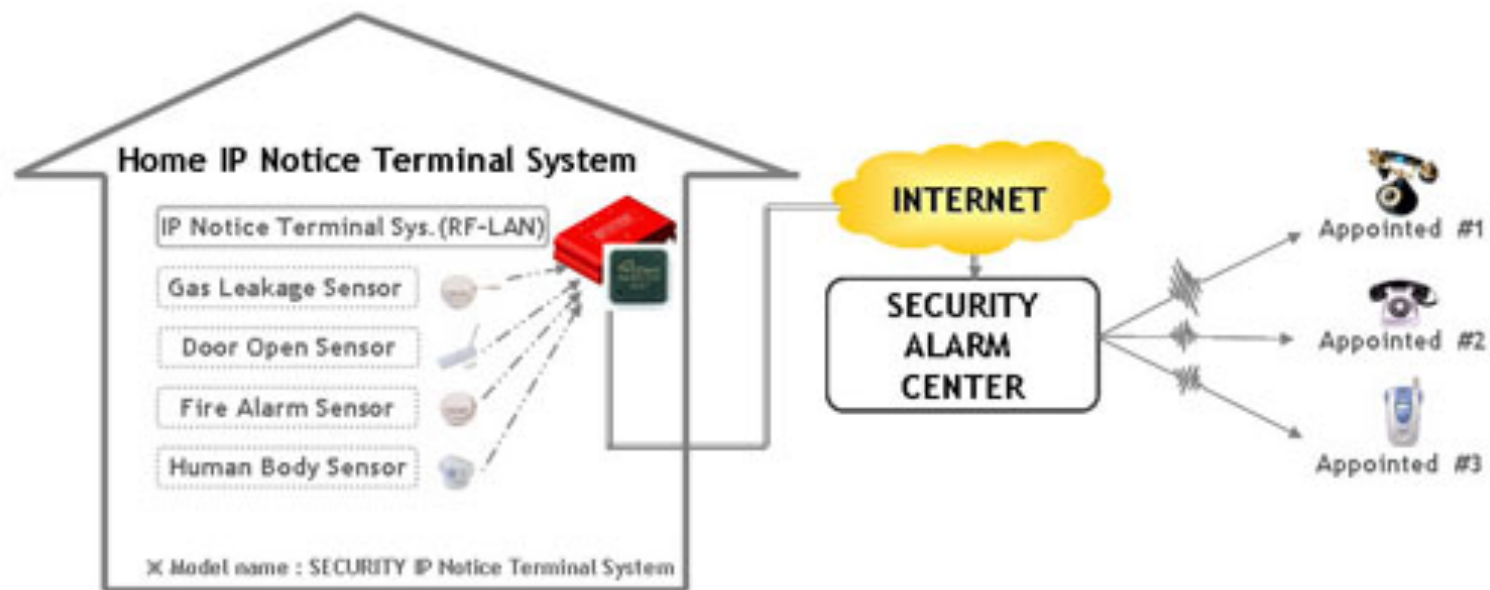 Home IP Notice Terminal System
IP Notice Terminal Sys.(RF-LAN)
Gas Leakage Sensor
Door Open Sensor
Fire Alarm Sensor
Human Body Sensor
※ Model name : SECURITY IP Notice Terminal System
INTERNET
SECURITY
ALARM
CENTER
Appointed #1
Appointed #2
Appointed #3